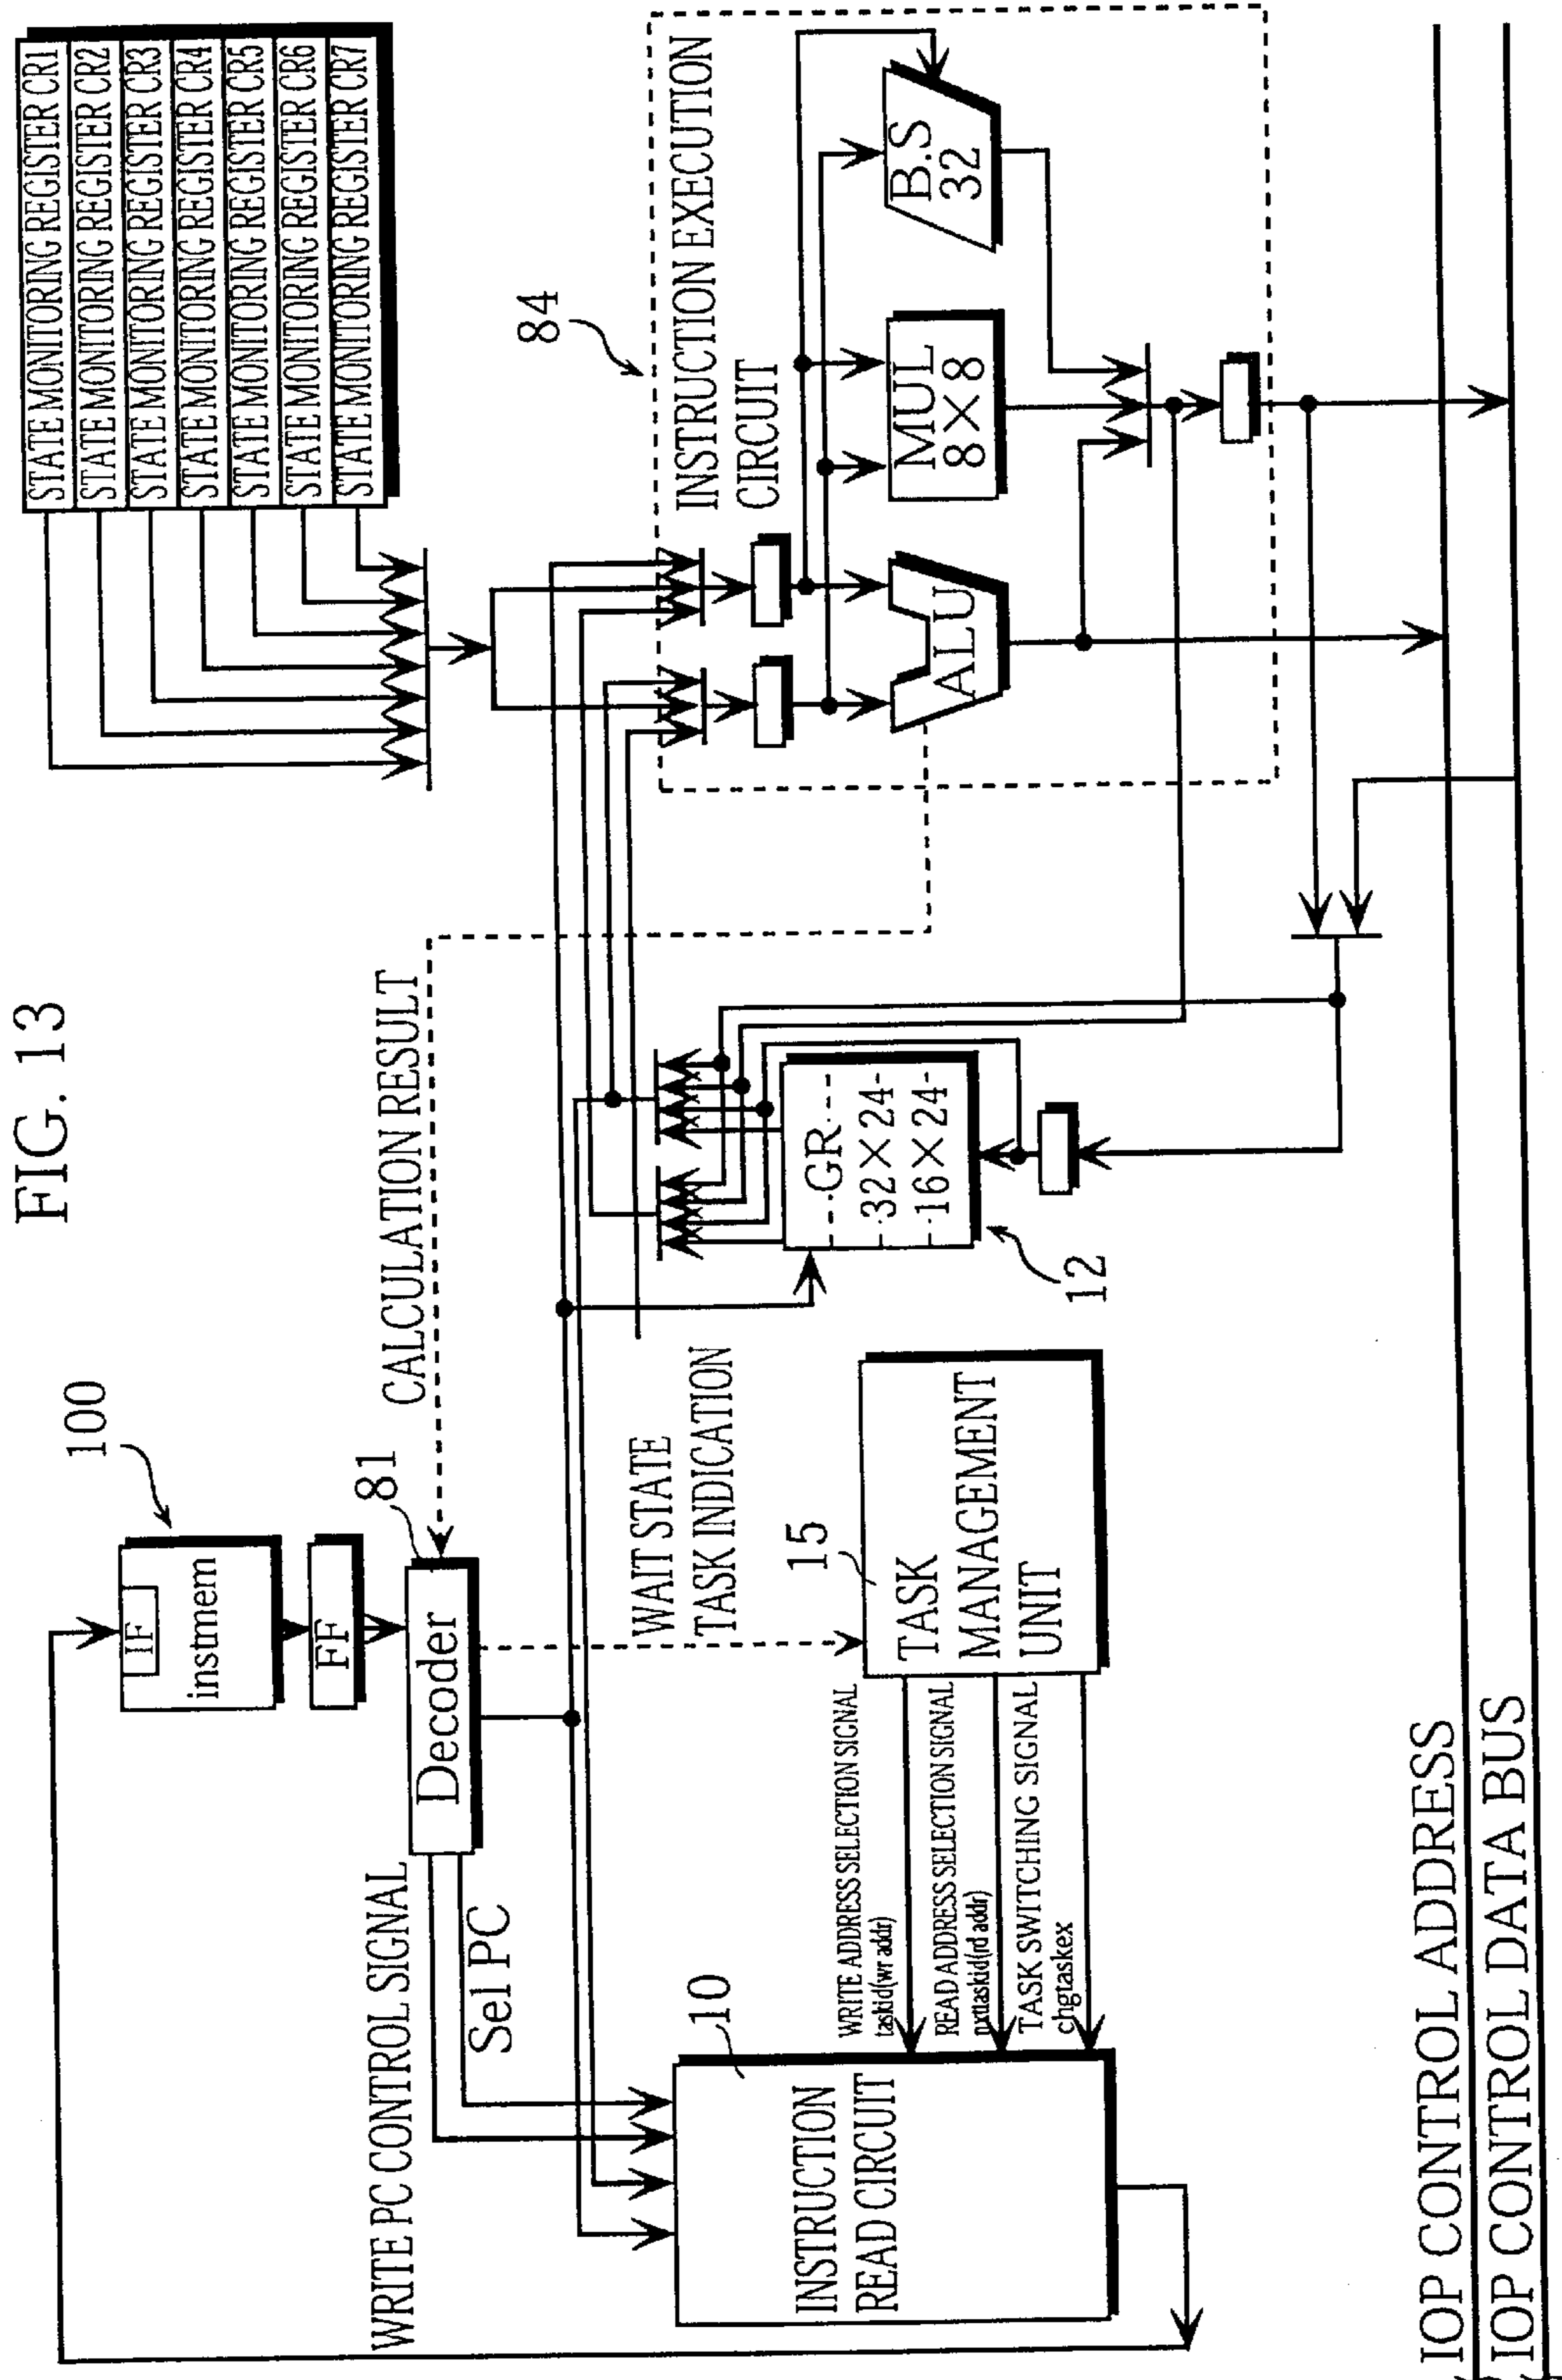 FIG. 13
100
IF
instmem
FF
81
Decoder
CALCULATION RESULT
WRITE PC CONTROL SIGNAL
Sel PC
10
INSTRUCTION
READ CIRCUIT
WAIT STATE
TASK INDICATION
15
TASK
MANAGEMENT
UNIT
WRITE ADDRESS SELECTION SIGNAL
taskid(wr addr)
READ ADDRESS SELECTION SIGNAL
nxttaskid(rd addr)
TASK SWITCHING SIGNAL
chgtaskex
GR
32×24
16×24
12
STATE MONITORING REGISTER CR1
STATE MONITORING REGISTER CR2
STATE MONITORING REGISTER CR3
STATE MONITORING REGISTER CR4
STATE MONITORING REGISTER CR5
STATE MONITORING REGISTER CR6
STATE MONITORING REGISTER CR7
84
INSTRUCTION EXECUTION
CIRCUIT
ALU
MUL
8×8
B.S
32
IOP CONTROL ADDRESS
IOP CONTROL DATA BUS